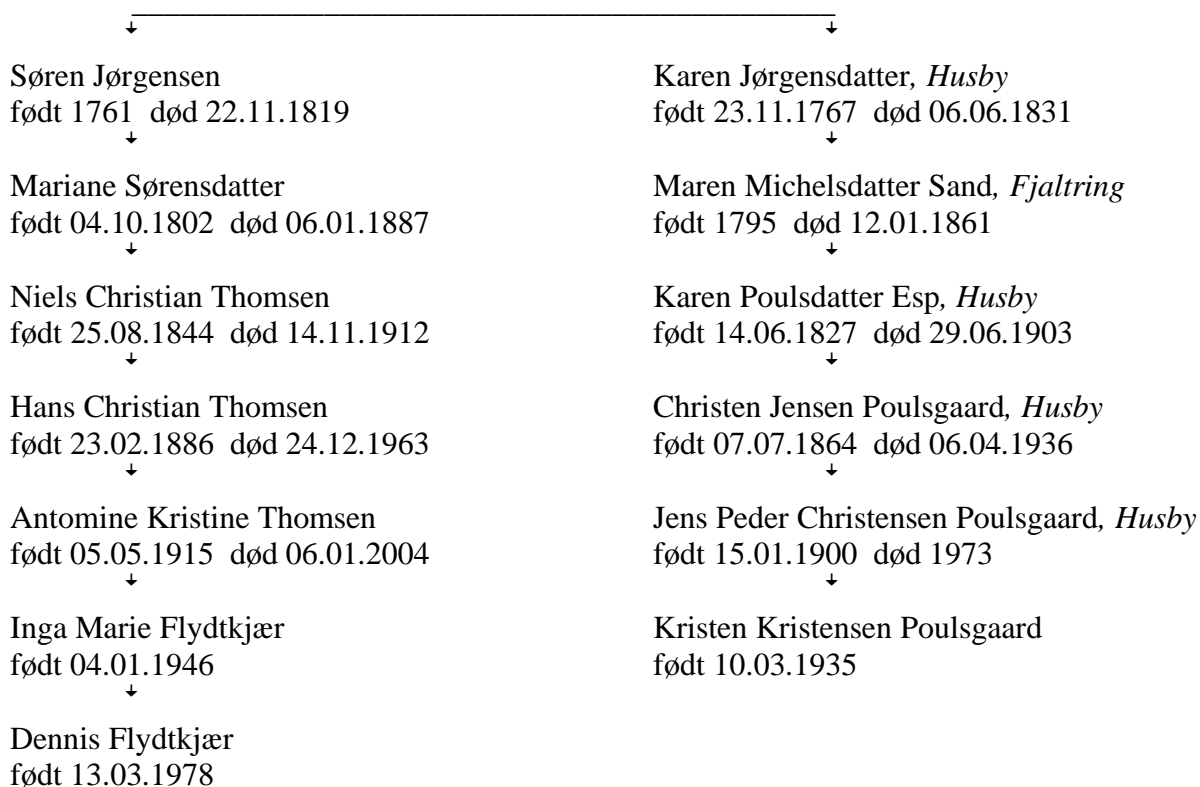 Søren Jørgensen
født 1761 død 22.11.1819
Mariane Sørensdatter
født 04.10.1802 død 06.01.1887
Niels Christian Thomsen
født 25.08.1844 død 14.11.1912
Hans Christian Thomsen
født 23.02.1886 død 24.12.1963
Antomine Kristine Thomsen
født 05.05.1915 død 06.01.2004
Inga Marie Flydtkjær
født 04.01.1946
Dennis Flydtkjær
født 13.03.1978
Karen Jørgensdatter, Husby
født 23.11.1767 død 06.06.1831
Maren Michelsdatter Sand, Fjaltring
født 1795 død 12.01.1861
Karen Poulsdatter Esp, Husby
født 14.06.1827 død 29.06.1903
Christen Jensen Poulsgaard, Husby
født 07.07.1864 død 06.04.1936
Jens Peder Christensen Poulsgaard, Husby
født 15.01.1900 død 1973
Kristen Kristensen Poulsgaard
født 10.03.1935